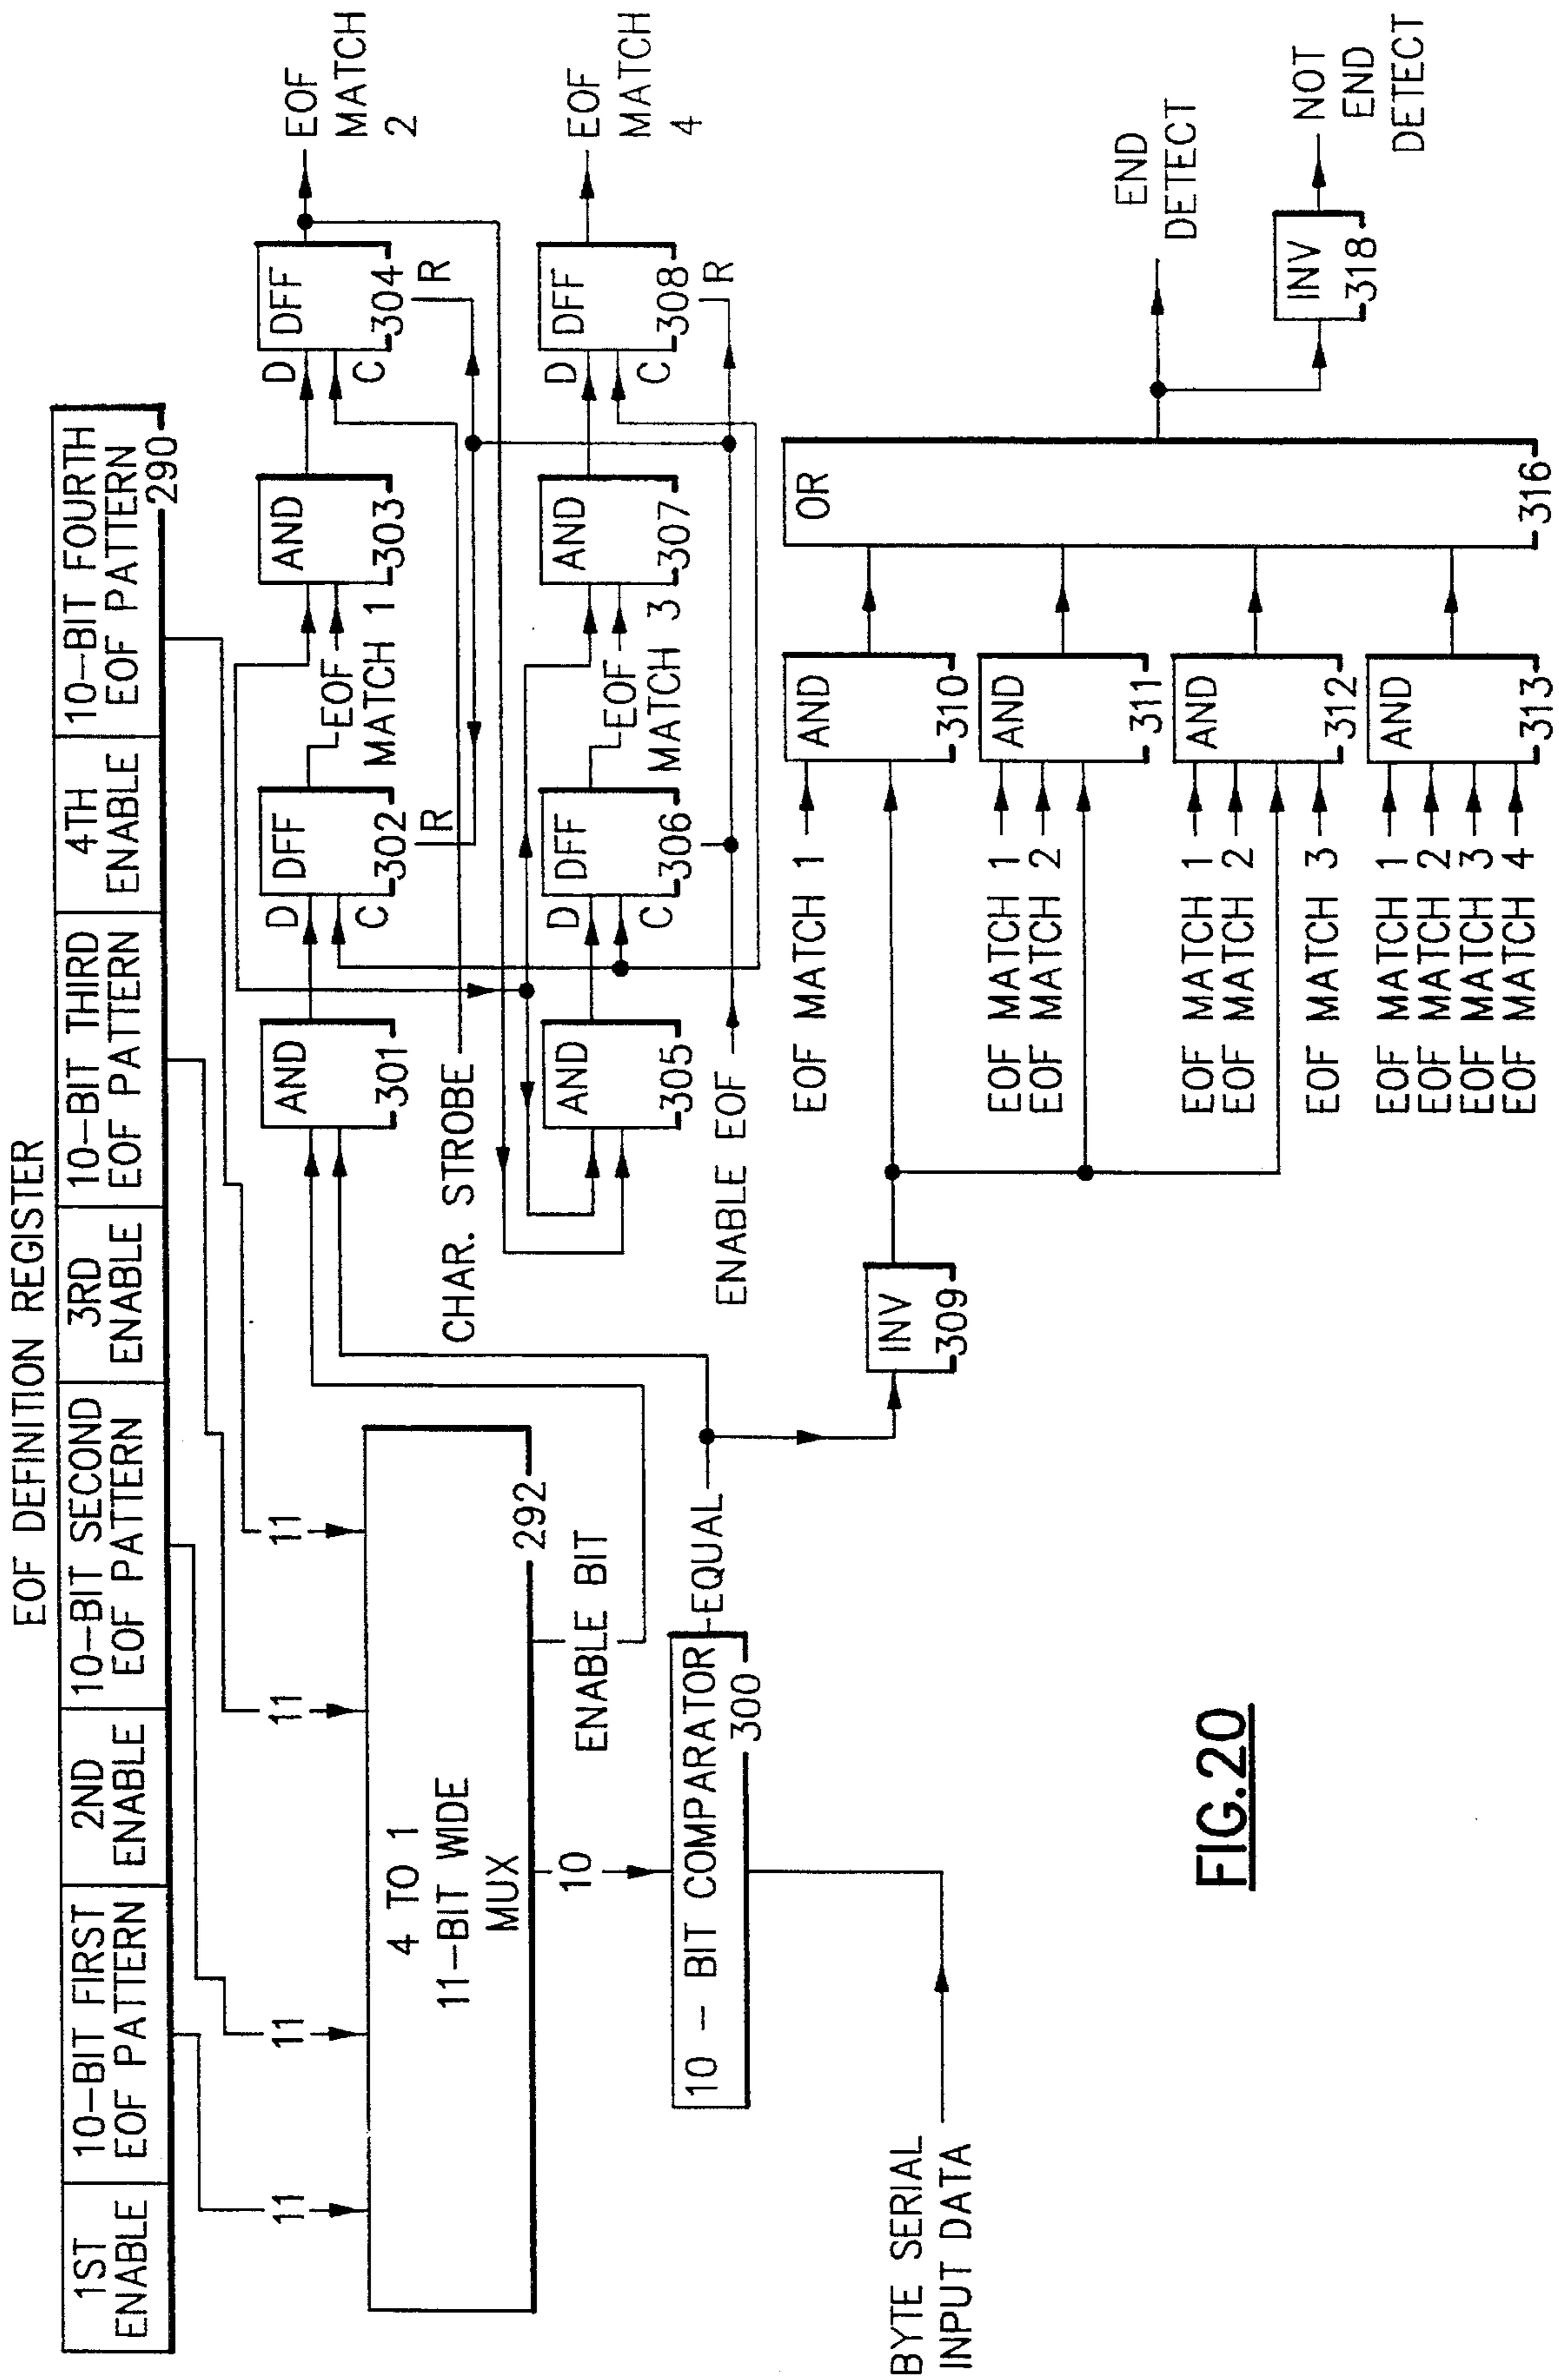 EOF DEFINITION REGISTER
1ST
ENABLE
10-BIT FIRST
EOF PATTERN
2ND
ENABLE
10-BIT SECOND
EOF PATTERN
3RD
ENABLE
10-BIT THIRD
EOF PATTERN
4TH
ENABLE
10-BIT FOURTH
EOF PATTERN
290
11
11
11
11
4 TO 1
11-BIT WIDE
MUX
292
10
ENABLE BIT
10 - BIT COMPARATOR
300
EQUAL
BYTE SERIAL
INPUT DATA
AND
301
D
C
DFF
302
R
EOF
MATCH 1
AND
303
D
C
DFF
304
R
EOF
MATCH
2
CHAR. STROBE
AND
305
D
C
DFF
306
EOF
MATCH 3
AND
307
D
C
DFF
308
R
EOF
MATCH
4
ENABLE EOF
INV
309
EOF MATCH 1
AND
310
EOF MATCH 1
EOF MATCH 2
AND
311
EOF MATCH 1
EOF MATCH 2
EOF MATCH 3
AND
312
EOF MATCH 1
EOF MATCH 2
EOF MATCH 3
EOF MATCH 4
AND
313
OR
316
END
DETECT
INV
318
NOT
END
DETECT
FIG.20